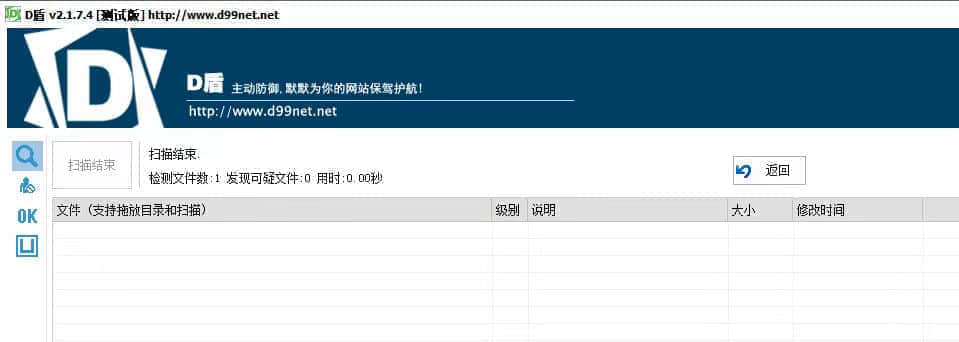 D盾 v2.1.7.4 [测试版] http://www.d99net.net
D
D盾 主动防御,默默为你的网站保驾护航!
http://www.d99net.net
扫描结束
扫描结束.
检测文件数:1 发现可疑文件:0 用时:0.00秒
返回
OK
文件（支持拖放目录和扫描） 级别 说明 大小 修改时间